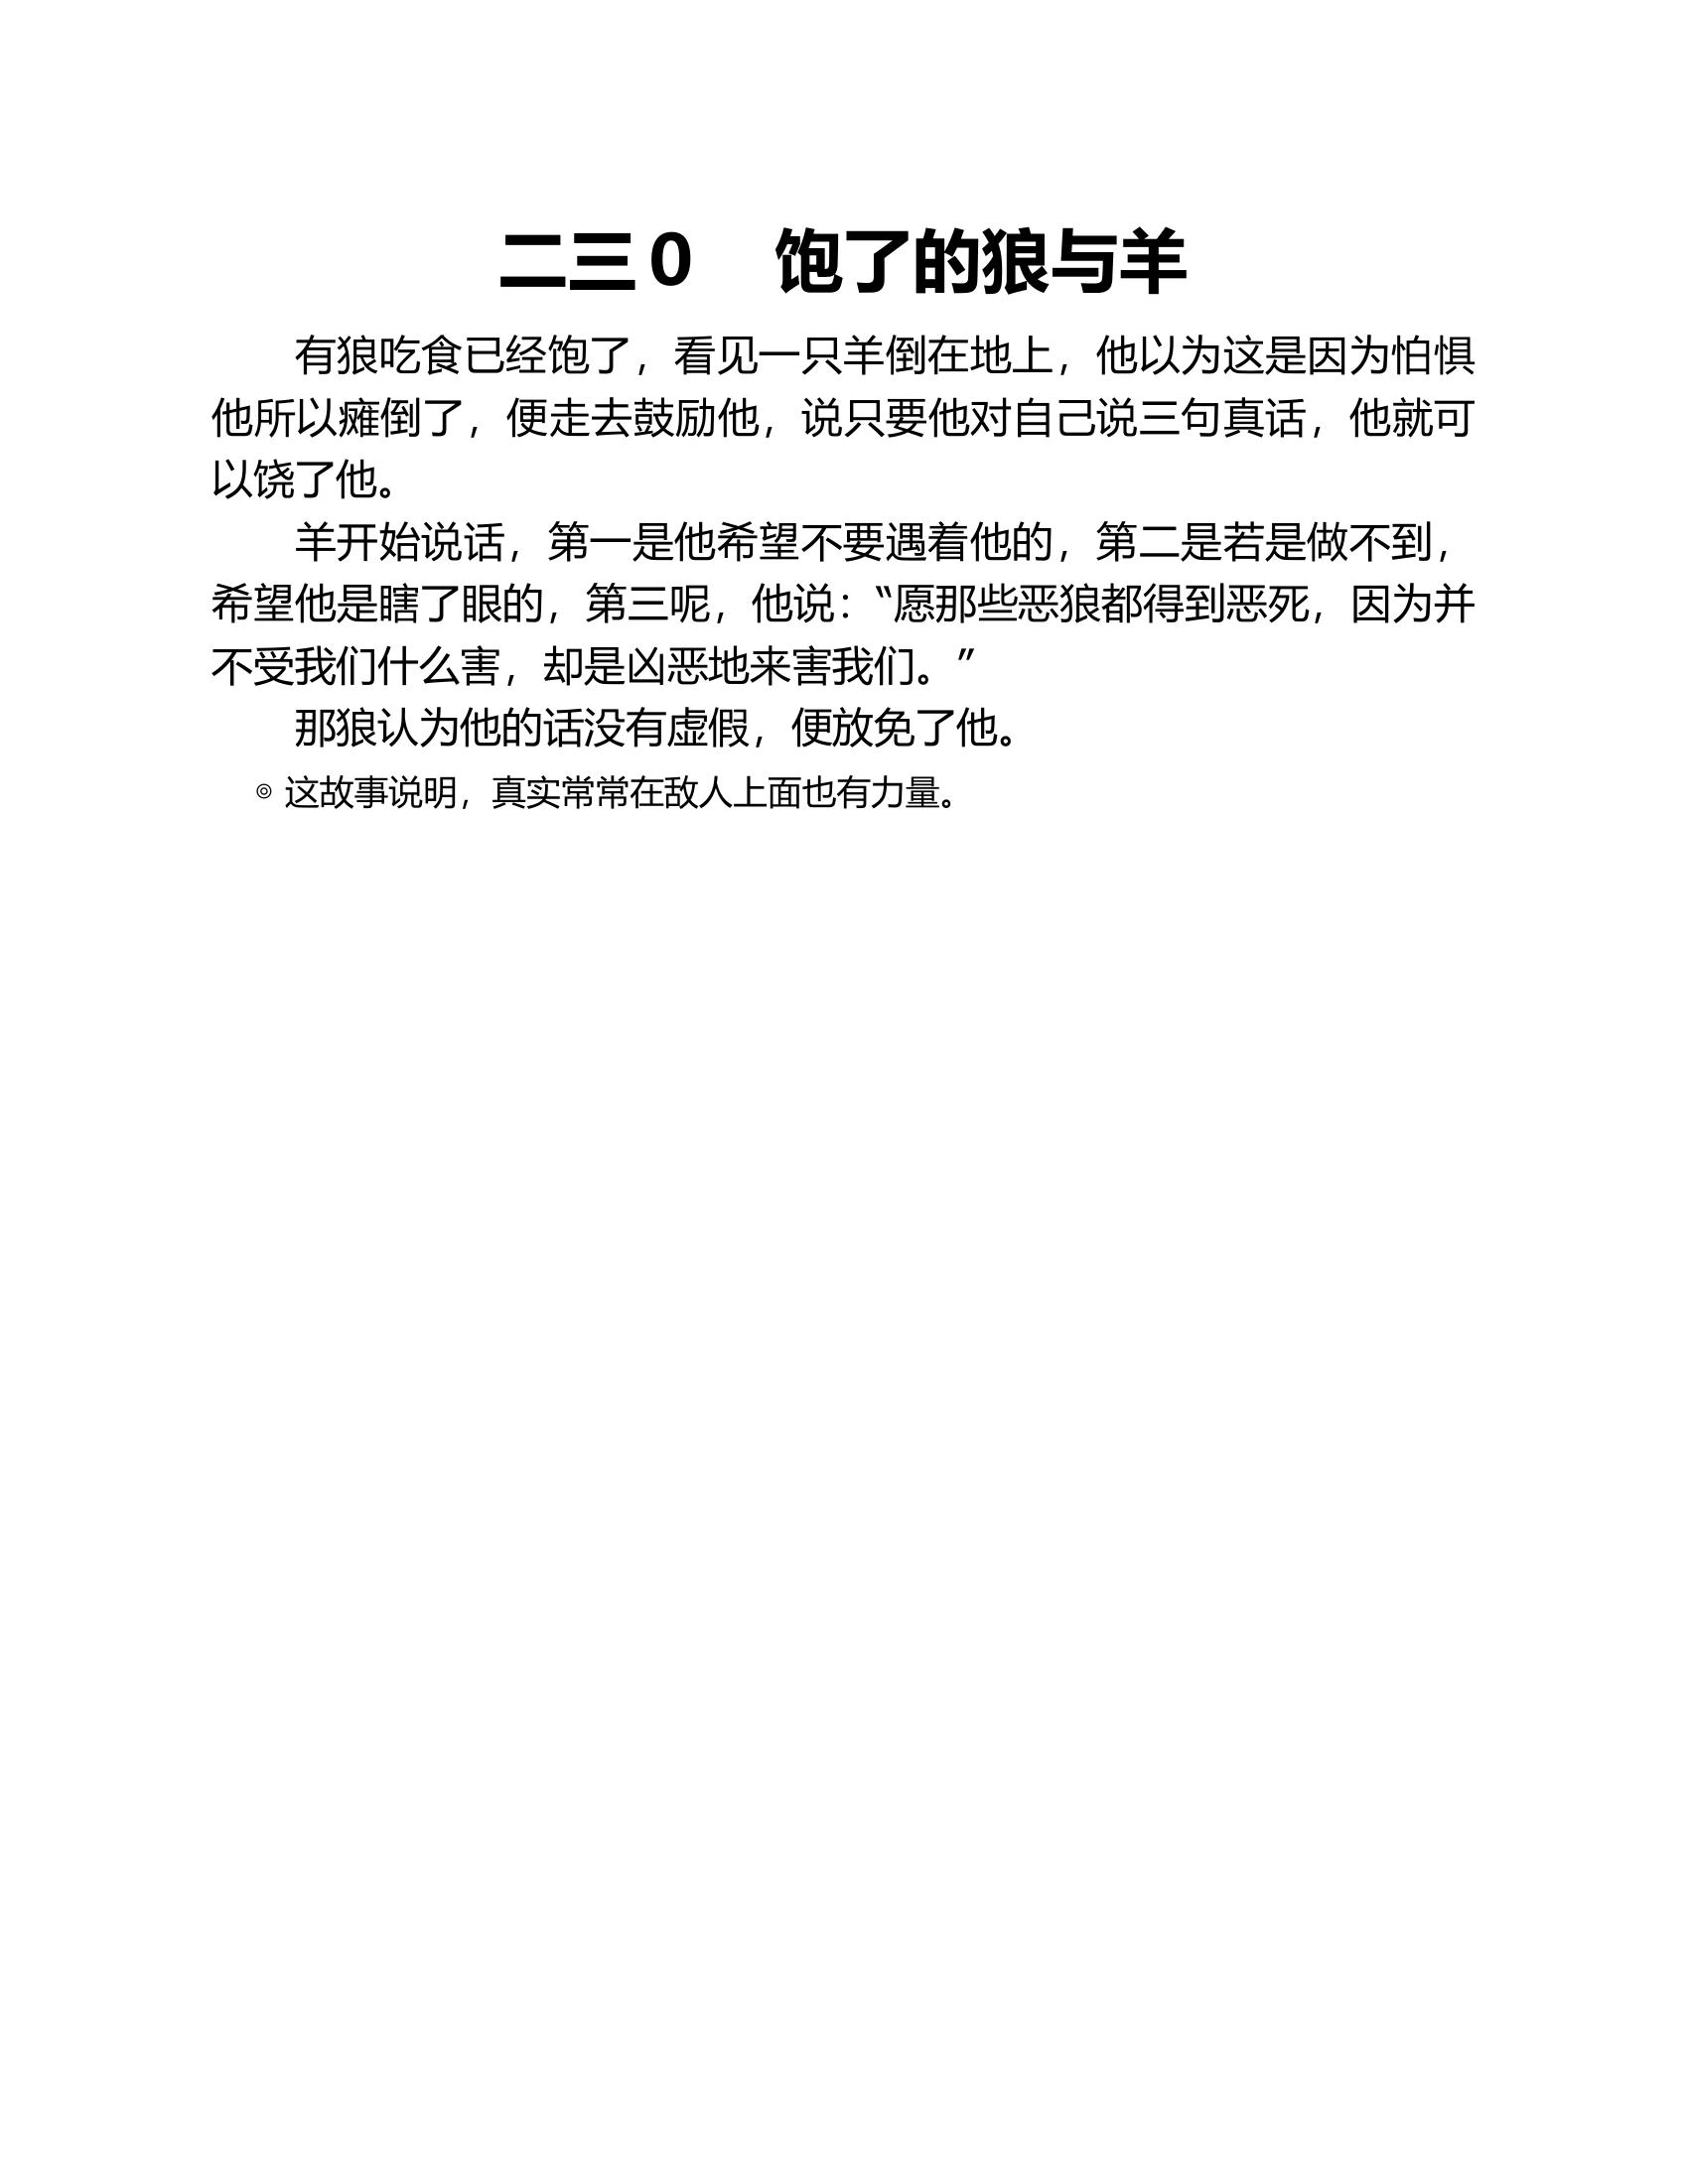 二三0　饱了的狼与羊
有狼吃食已经饱了，看见一只羊倒在地上，他以为这是因为怕惧
他所以瘫倒了，便走去鼓励他，说只要他对自己说三句真话，他就可
以饶了他。
羊开始说话，第一是他希望不要遇着他的，第二是若是做不到，
希望他是瞎了眼的，第三呢，他说：“愿那些恶狼都得到恶死，因为并
不受我们什么害，却是凶恶地来害我们。”
那狼认为他的话没有虚假，便放免了他。
◎ 这故事说明，真实常常在敌人上面也有力量。